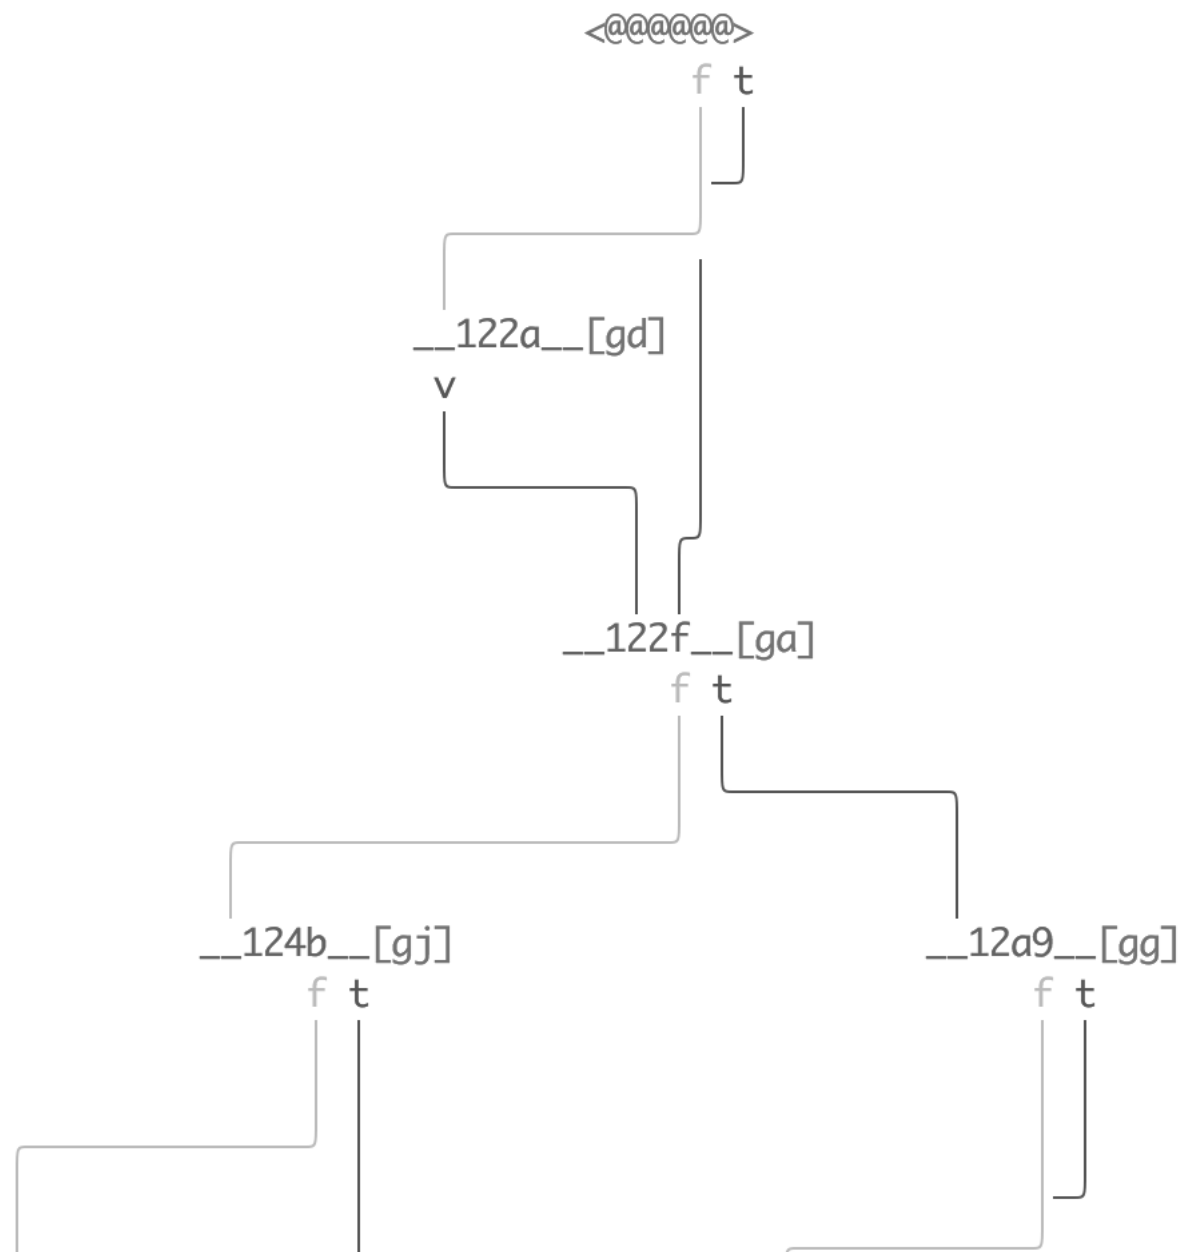 <@@@@@@>
f t
__122a__[gd]
v
__122f__[ga]
f t
__124b__[gj]
__12a9__[gg]
f t
f t